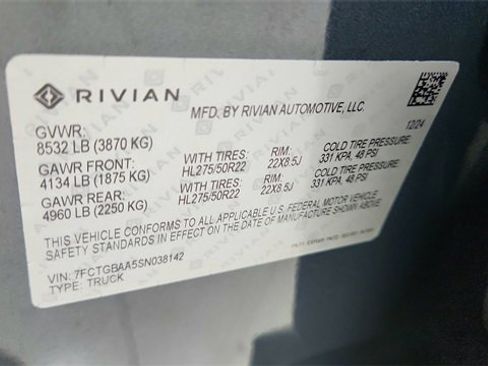 RIVIAN
MFD. BY RIVIAN AUTOMOTIVE, LLC.
12/24
GVWR:
8532 LB (3870 KG)
GAWR FRONT: WITH TIRES: RIM: COLD TIRE PRESSURE:
4134 LB (1875 KG) HL275/50R22 22X8.5J 331 KPA, 48 PSI
GAWR REAR: WITH TIRES: RIM: COLD TIRE PRESSURE:
4960 LB (2250 KG) HL275/50R22 22X8.5J 331 KPA, 48 PSI
THIS VEHICLE CONFORMS TO ALL APPLICABLE U.S. FEDERAL MOTOR VEHICLE
SAFETY STANDARDS IN EFFECT ON THE DATE OF MANUFACTURE SHOWN ABOVE
VIN: 7FCTGBAA5SN038142
TYPE: TRUCK